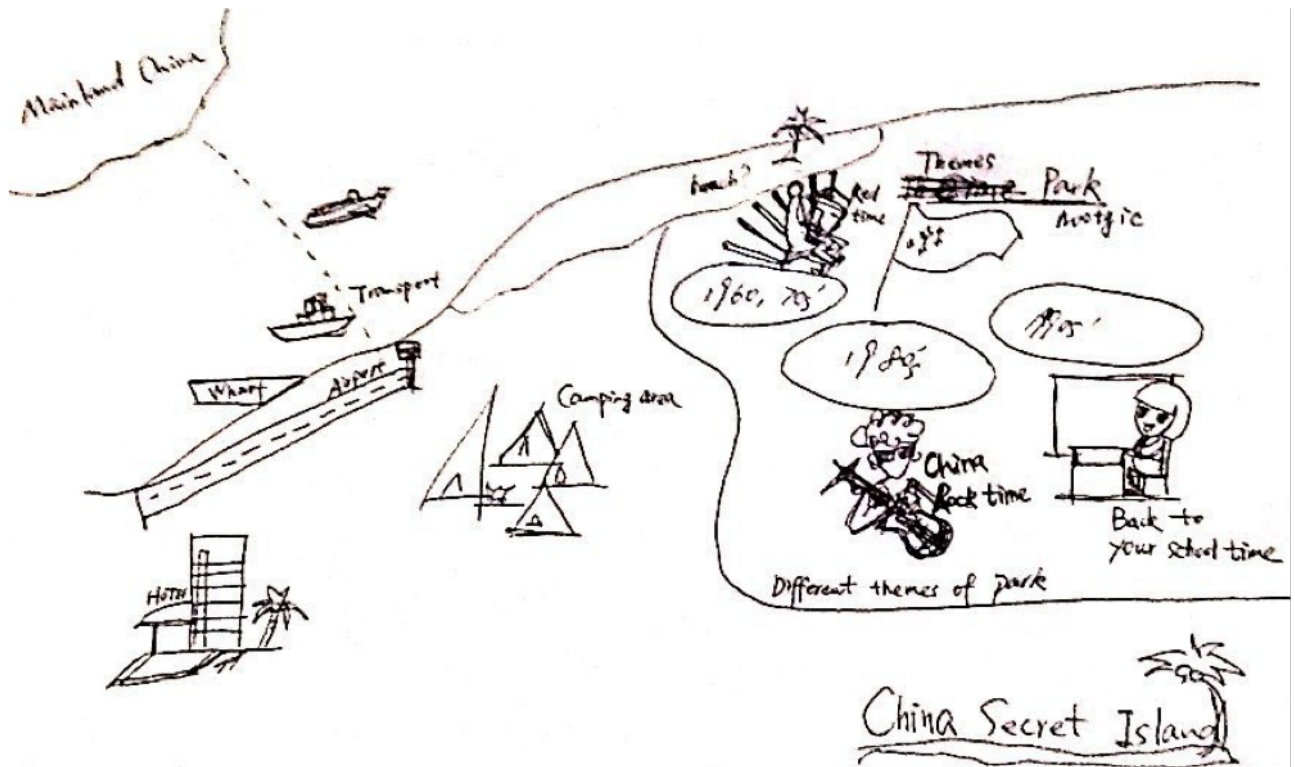 Mainland China
Transport
Wharf
Airport
beach?
Red
time
Themes
Park
1960, 70s'
1980s'
Camping area
China
Rock time
Back to
your school time
HOTEL
Different themes of park
China Secret Island